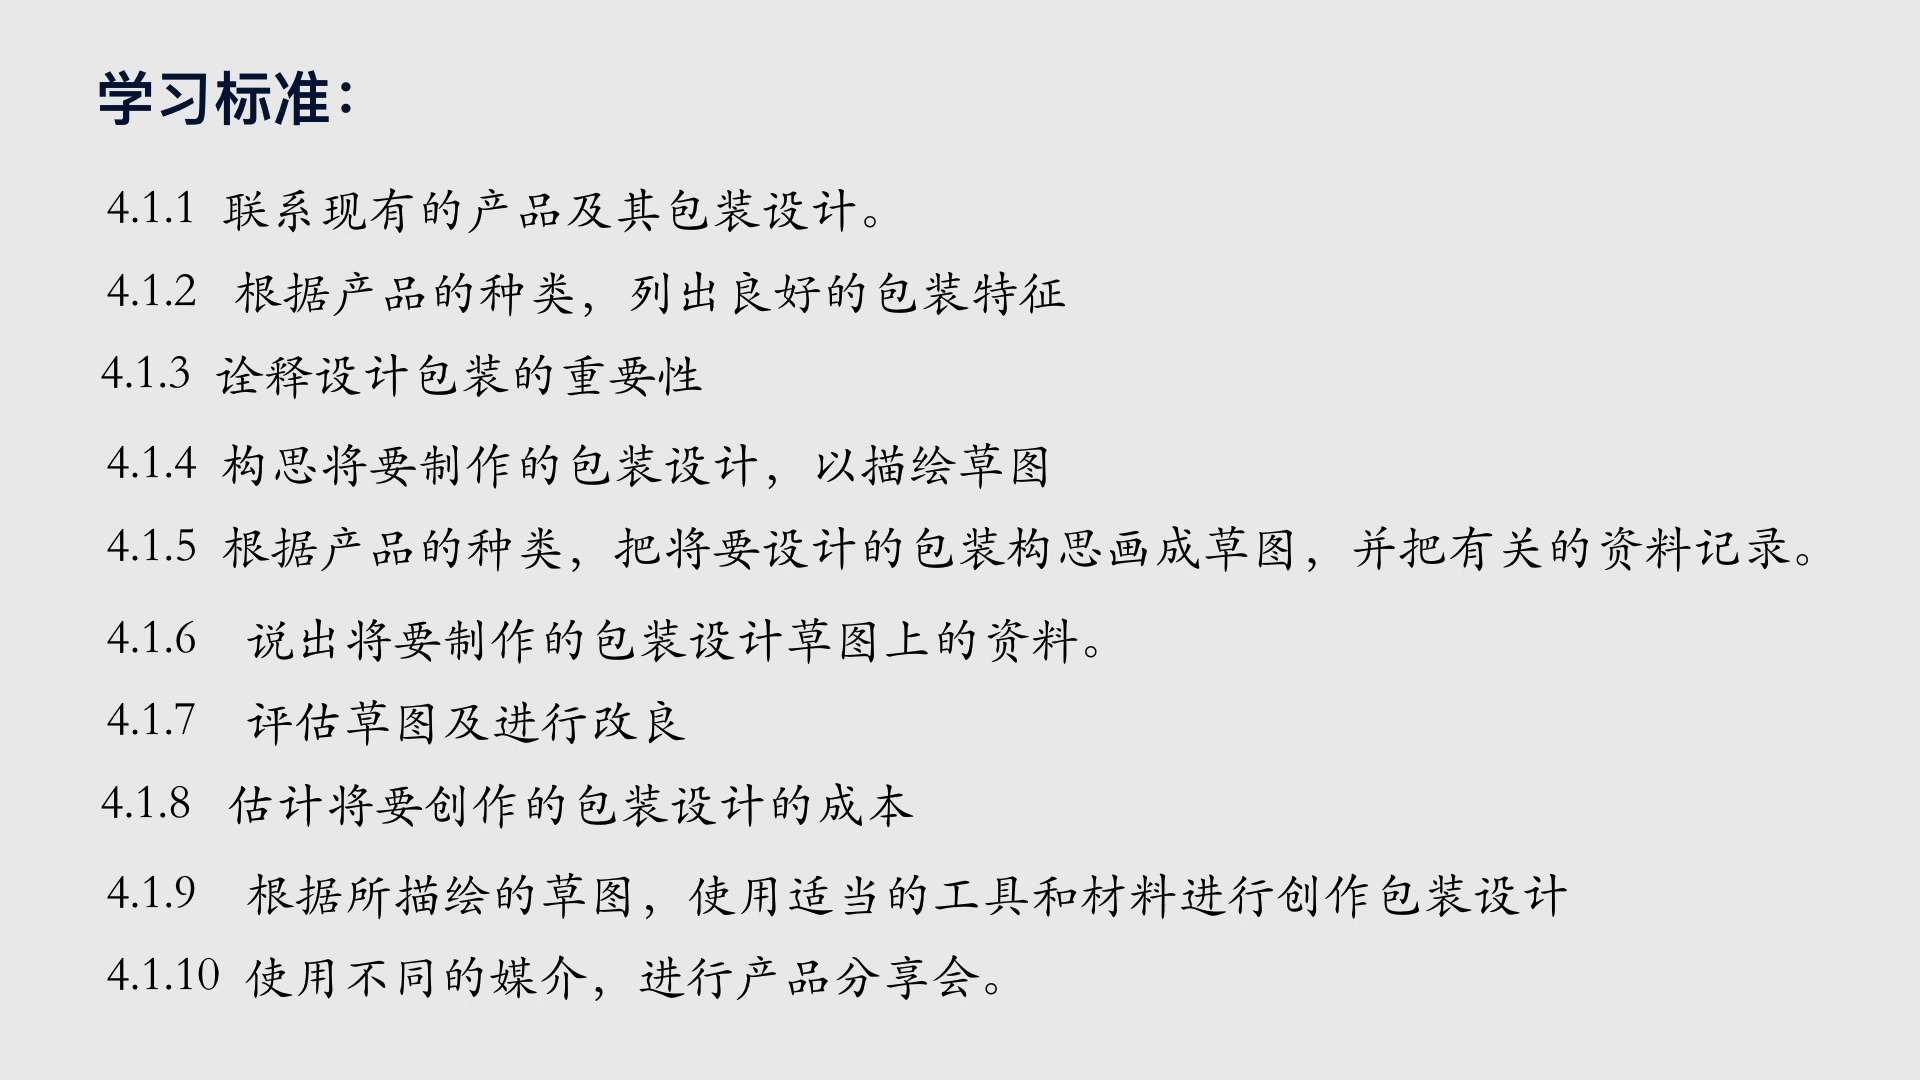 学习标准：
4.1.1 联系现有的产品及其包装设计。
4.1.2 根据产品的种类，列出良好的包装特征
4.1.3 诠释设计包装的重要性
4.1.4 构思将要制作的包装设计，以描绘草图
4.1.5 根据产品的种类，把将要设计的包装构思画成草图，并把有关的资料记录。
4.1.6 说出将要制作的包装设计草图上的资料。
4.1.7 评估草图及进行改良
4.1.8 估计将要创作的包装设计的成本
4.1.9 根据所描绘的草图，使用适当的工具和材料进行创作包装设计
4.1.10 使用不同的媒介，进行产品分享会。